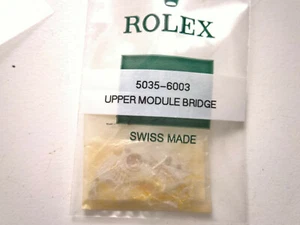 ROLEX
5035-6003
UPPER MODULE BRIDGE
SWISS MADE